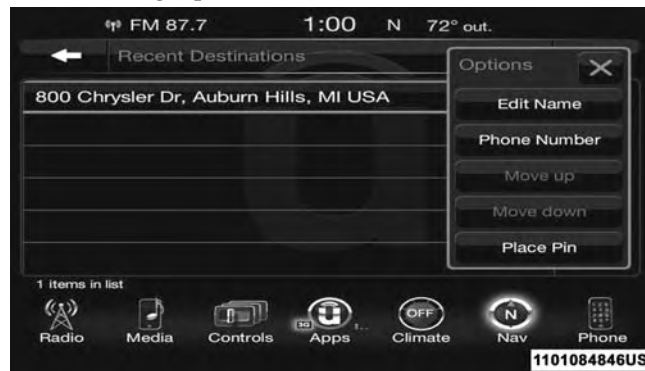 FM 87.7 1:00 N 72° out.
Recent Destinations
Options
800 Chrysler Dr, Auburn Hills, MI USA
Edit Name
Phone Number
Move up
Move down
Place Pin
1 items in list
OFF N
3G
Radio Media Controls Apps Climate Nav Phone
1101084846US